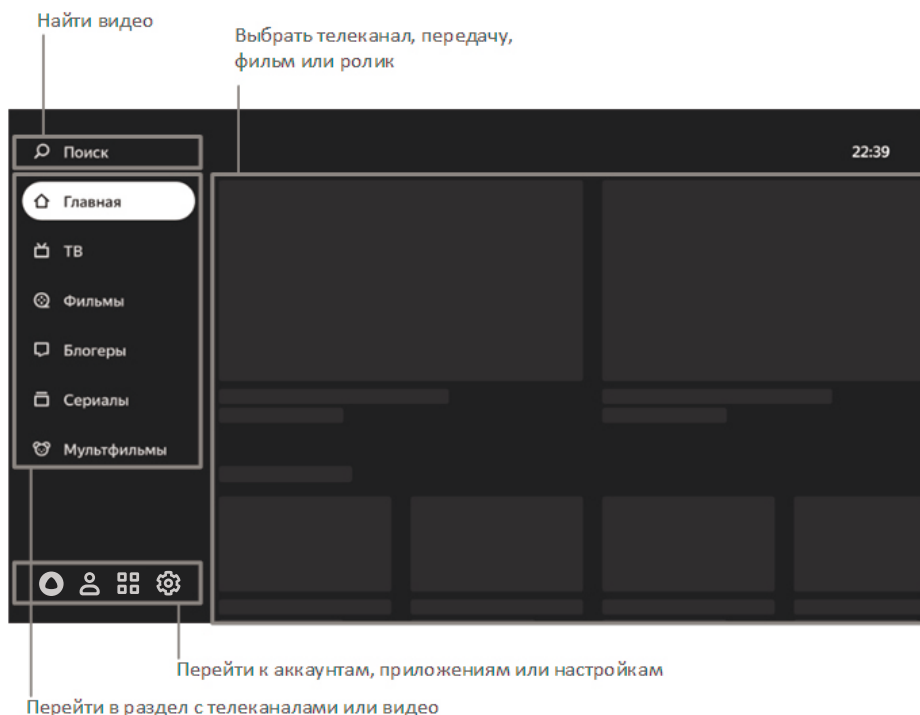 Найти видео
Выбрать телеканал, передачу,
фильм или ролик
Поиск
22:39
Главная
ТВ
Фильмы
Блогеры
Сериалы
Мультфильмы
Перейти к аккаунтам, приложениям или настройкам
Перейти в раздел с телеканалами или видео